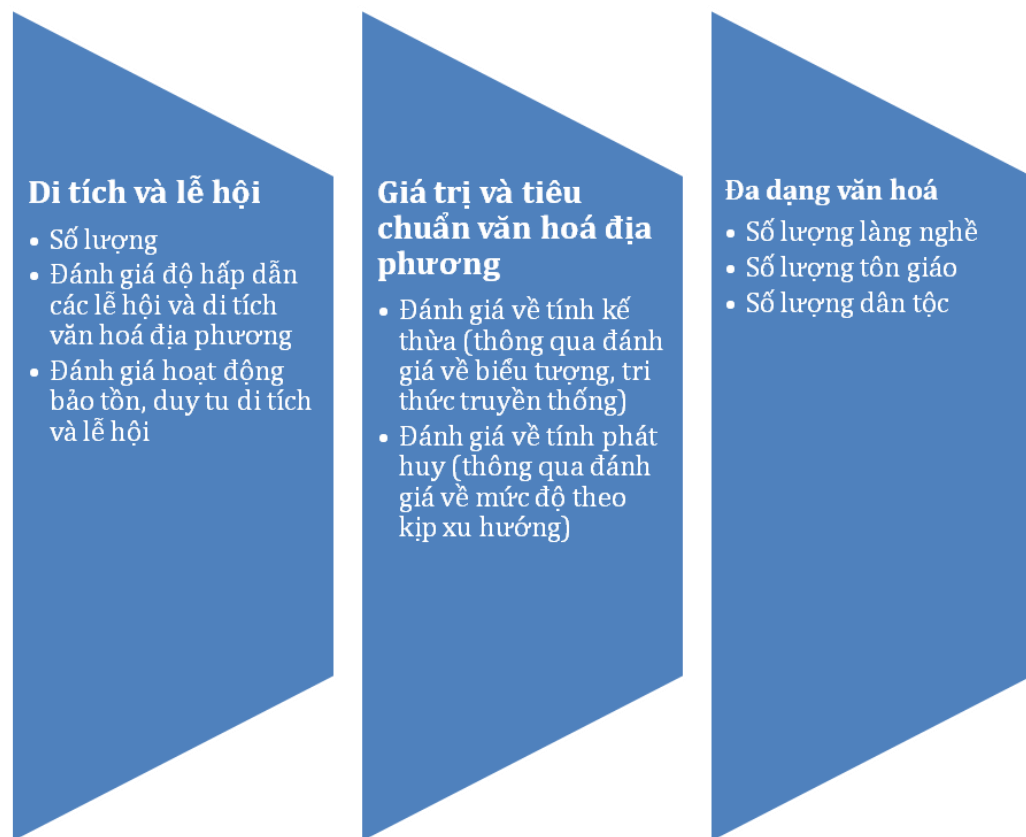 Di tích và lễ hội
• Số lượng
• Đánh giá độ hấp dẫn
các lễ hội và di tích
văn hoá địa phương
• Đánh giá hoạt động
bảo tồn, duy tu di tích
và lễ hội
Giá trị và tiêu
chuẩn văn hoá địa
phương
• Đánh giá về tính kế
thừa (thông qua đánh
giá về biểu tượng, tri
thức truyền thống)
• Đánh giá về tính phát
huy (thông qua đánh
giá về mức độ theo
kịp xu hướng)
Đa dạng văn hoá
• Số lượng làng nghề
• Số lượng tôn giáo
• Số lượng dân tộc